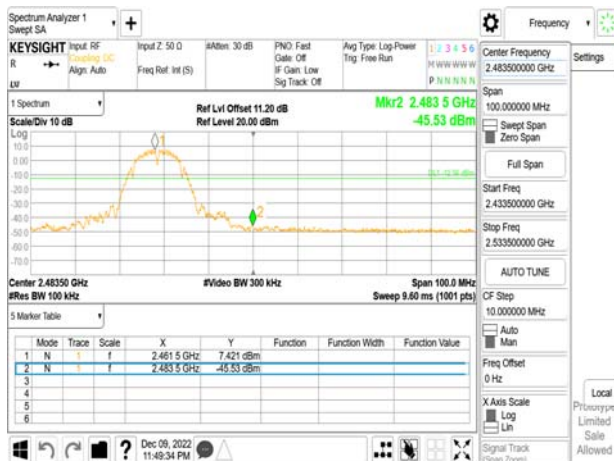 Spectrum Analyzer 1
Swept SA
+
Frequency
KEYSIGHT
R
LV
Input: RF
Coupling: DC
Align: Auto
Input Z: 50 Ω
Freq Ref: Int (S)
#Atten: 30 dB
PNO: Fast
Gate: Off
IF Gain: Low
Sig Track: Off
Avg Type: Log-Power
Trig: Free Run
1 2 3 4 5 6
M W W W W W
P N N N N N
Center Frequency
2.483500000 GHz
Settings
Span
100.000000 MHz
Swept Span
Zero Span
Full Span
Start Freq
2.433500000 GHz
Stop Freq
2.533500000 GHz
AUTO TUNE
CF Step
10.000000 MHz
Auto
Man
Freq Offset
0 Hz
X Axis Scale
Log
Lin
Signal Track
(Span Zoom)
Local
Prototype
Limited
Sale
Allowed
1 Spectrum
Scale/Div 10 dB
Ref Lvl Offset 11.20 dB
Ref Level 20.00 dBm
Mkr2 2.483 5 GHz
-45.53 dBm
Log
10.0
0.00
-10.0
-20.0
-30.0
-40.0
-50.0
-60.0
-70.0
1
2
Center 2.48350 GHz
#Res BW 100 kHz
#Video BW 300 kHz
Span 100.0 MHz
Sweep 9.60 ms (1001 pts)
5 Marker Table
Mode Trace Scale X Y Function Function Width Function Value
1 N 1 f 2.461 5 GHz 7.421 dBm
2 N 1 f 2.483 5 GHz -45.53 dBm
3
4
5
6
?
Dec 09, 2022
11:49:34 PM